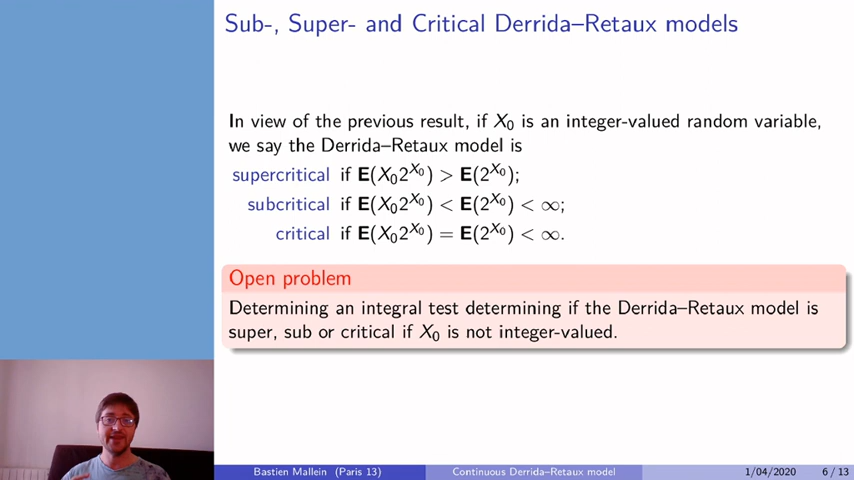 Sub-, Super- and Critical Derrida–Retaux models
In view of the previous result, if X₀ is an integer-valued random variable,
we say the Derrida–Retaux model is
supercritical if E(X₀2^{X₀}) > E(2^{X₀});
subcritical if E(X₀2^{X₀}) < E(2^{X₀}) < ∞;
critical if E(X₀2^{X₀}) = E(2^{X₀}) < ∞.
Open problem
Determining an integral test determining if the Derrida–Retaux model is
super, sub or critical if X₀ is not integer-valued.
Bastien Mallein (Paris 13) Continuous Derrida–Retaux model 1/04/2020 6 / 13